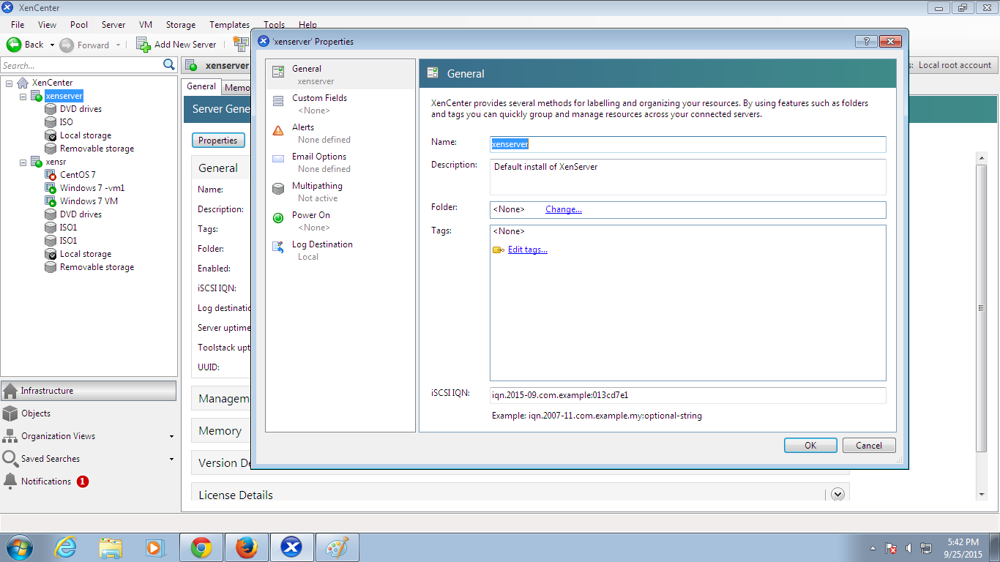 XenCenter
File View Pool Server VM Storage Templates Tools Help
Back Forward Add New Server
Search...
XenCenter
xenserver
DVD drives
ISO
Local storage
Removable storage
xensr
CentOS 7
Windows 7 -vm1
Windows 7 VM
DVD drives
ISO1
ISO1
Local storage
Removable storage
Infrastructure
Objects
Organization Views
Saved Searches
Notifications 1
xenserver
Local root account
General Memo
Server Gene
Properties
General
Name:
Description:
Tags:
Folder:
Enabled:
iSCSI IQN:
Log destinatio
Server uptime
Toolstack upt
UUID:
Managem
Memory
Version De
License Details
'xenserver' Properties
?
General
xenserver
Custom Fields
<None>
Alerts
None defined
Email Options
None defined
Multipathing
Not active
Power On
<None>
Log Destination
Local
General
XenCenter provides several methods for labelling and organizing your resources. By using features such as folders
and tags you can quickly group and manage resources across your connected servers.
Name: xenserver
Description: Default install of XenServer
Folder: <None> Change...
Tags: <None>
Edit tags...
iSCSI IQN: iqn.2015-09.com.example:013cd7e1
Example: iqn.2007-11.com.example.my:optional-string
OK Cancel
5:42 PM
9/25/2015